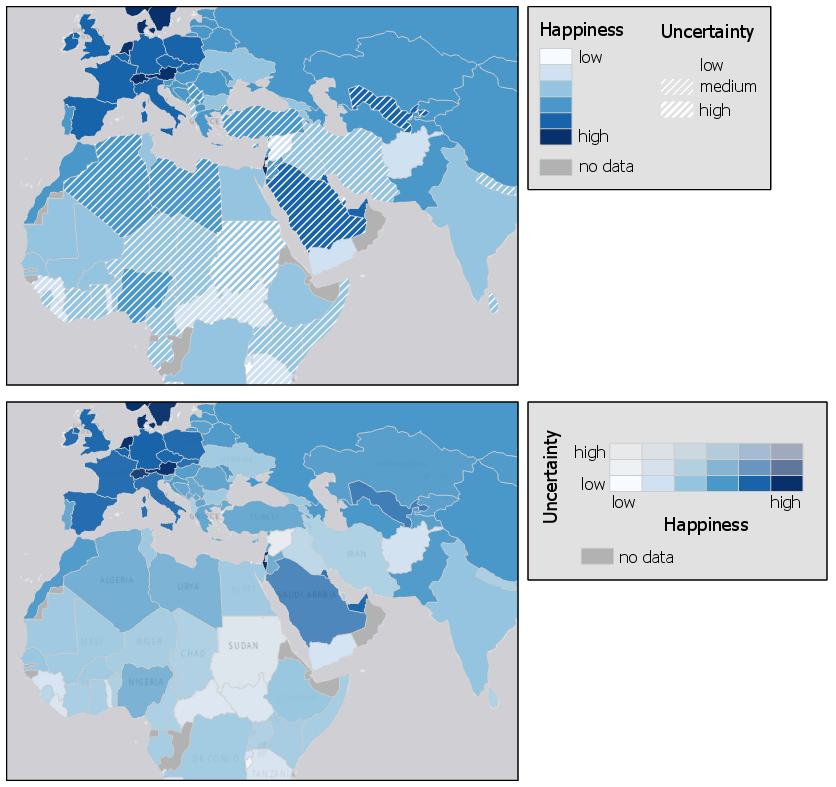 Happiness
Uncertainty
low
low
medium
high
high
no data
Uncertainty
high
low
low
high
Happiness
no data
TURKEY
GREECE
IRAN
ALGERIA
LIBYA
EGYPT
SAUDI ARABIA
MALI
NIGER
CHAD
SUDAN
NIGERIA
DR CONGO
TANZANIA